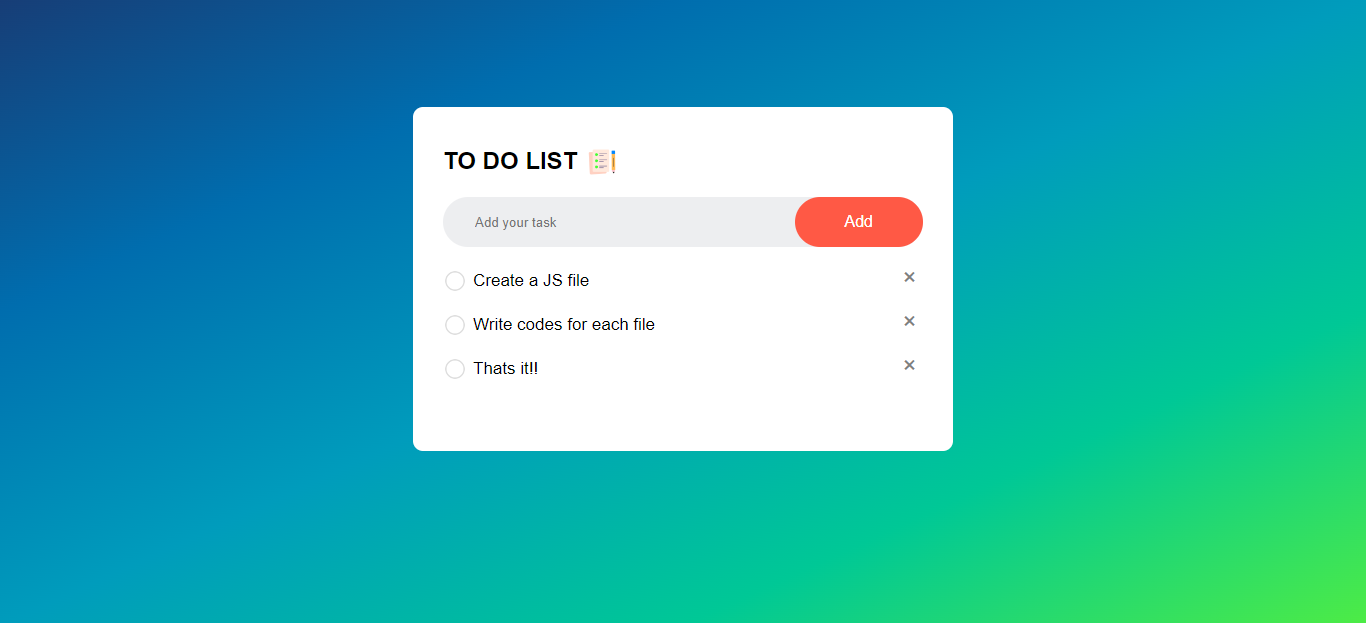 TO DO LIST
Add your task
Add
Create a JS file
Write codes for each file
Thats it!!